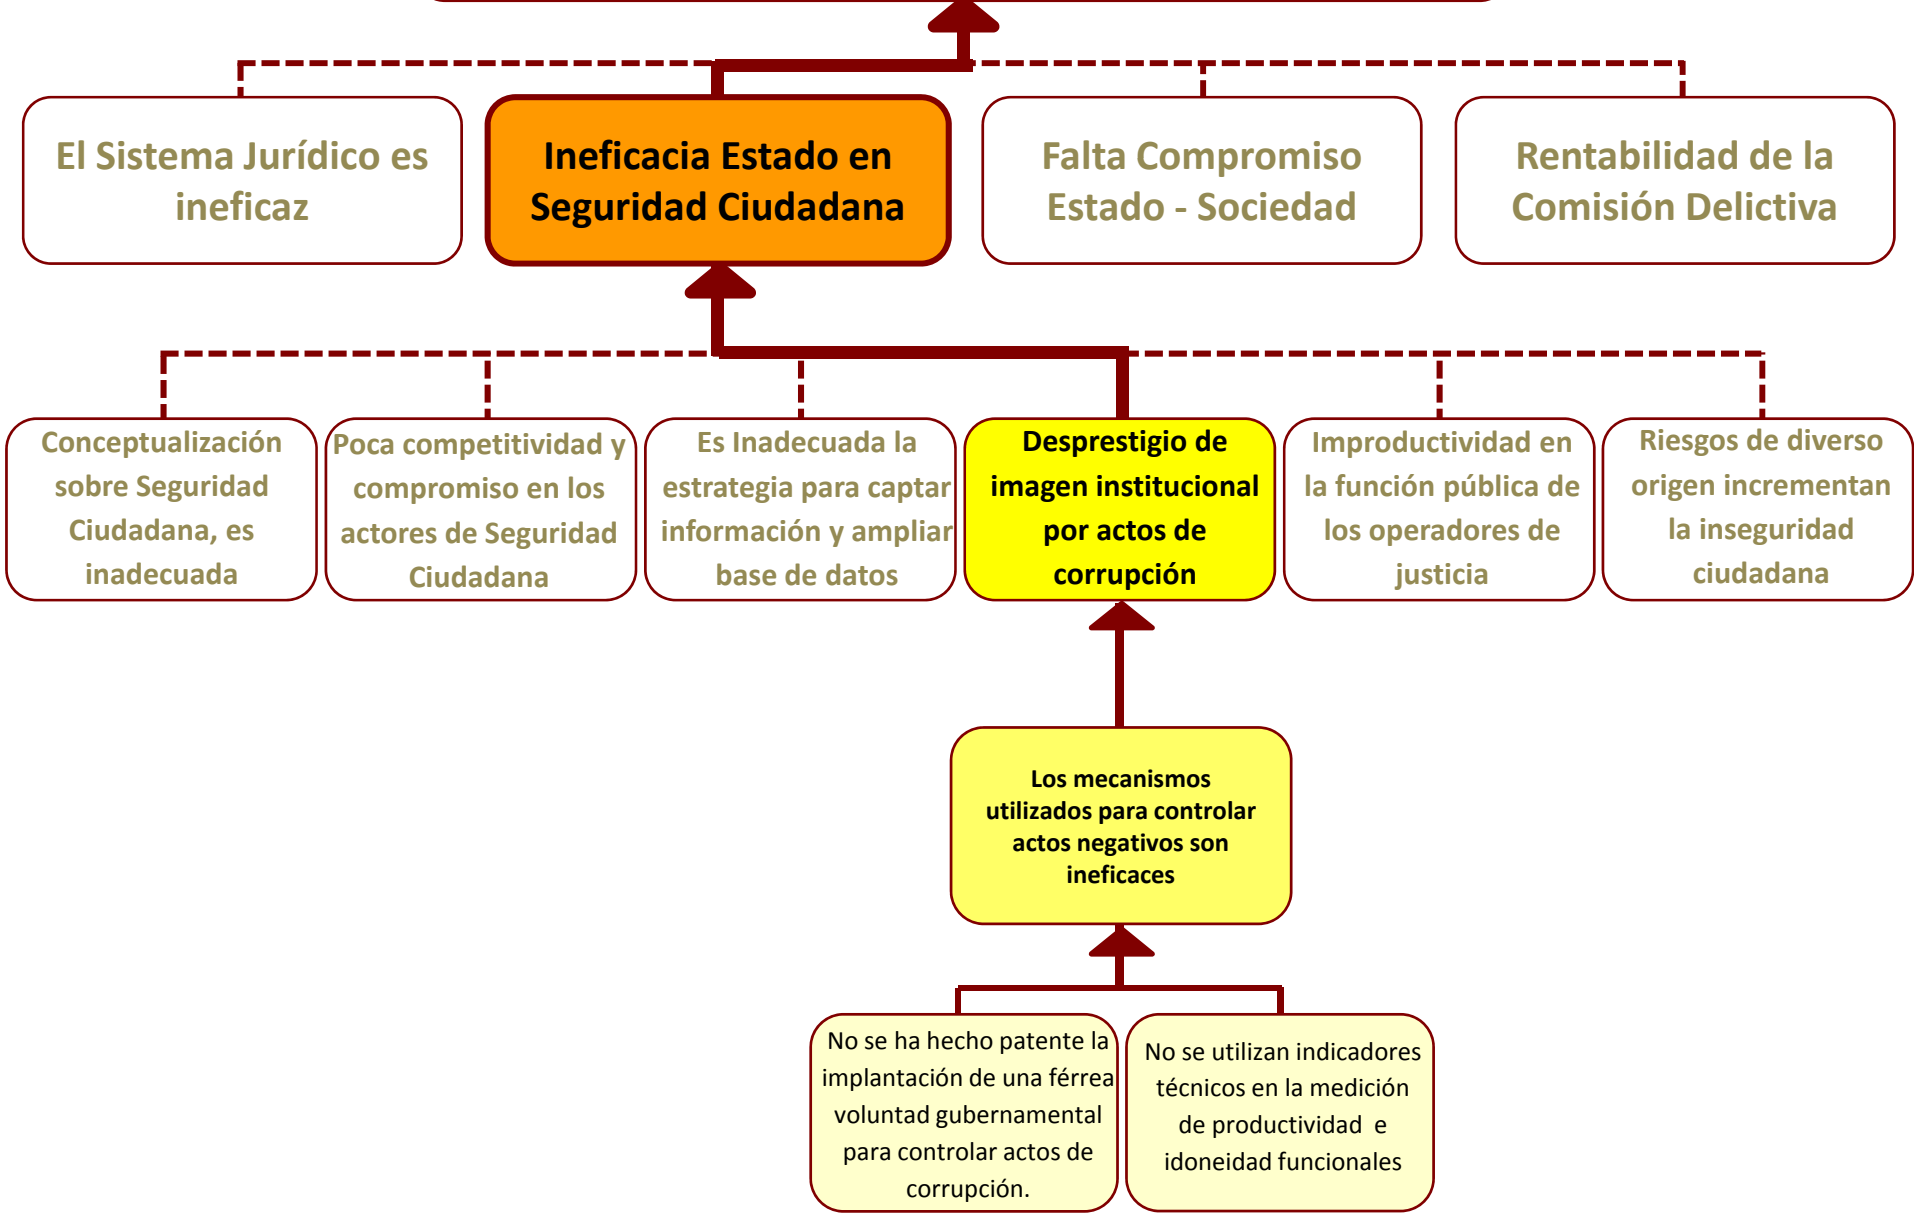 El Sistema Jurídico es
ineficaz
Ineficacia Estado en
Seguridad Ciudadana
Falta Compromiso
Estado - Sociedad
Rentabilidad de la
Comisión Delictiva
Conceptualización
sobre Seguridad
Ciudadana, es
inadecuada
Poca competitividad y
compromiso en los
actores de Seguridad
Ciudadana
Es Inadecuada la
estrategia para captar
información y ampliar
base de datos
Desprestigio de
imagen institucional
por actos de
corrupción
Improductividad en
la función pública de
los operadores de
justicia
Riesgos de diverso
origen incrementan
la inseguridad
ciudadana
Los mecanismos
utilizados para controlar
actos negativos son
ineficaces
No se ha hecho patente la
implantación de una férrea
voluntad gubernamental
para controlar actos de
corrupción.
No se utilizan indicadores
técnicos en la medición
de productividad  e
idoneidad funcionales